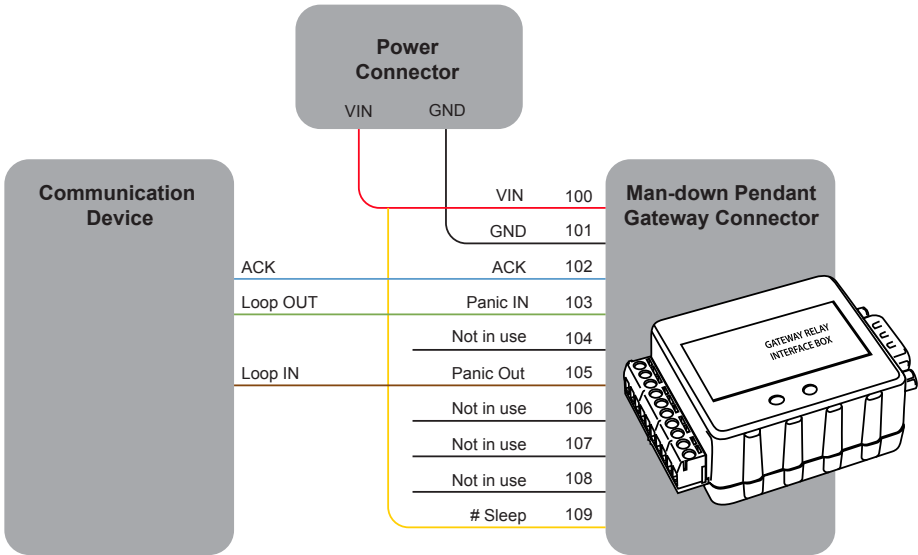 Power
Connector
VIN GND
Communication
Device
Man-down Pendant
Gateway Connector
VIN 100
GND 101
ACK ACK 102
Loop OUT Panic IN 103
Not in use 104
Loop IN Panic Out 105
Not in use 106
Not in use 107
Not in use 108
# Sleep 109
GATEWAY RELAY
INTERFACE BOX